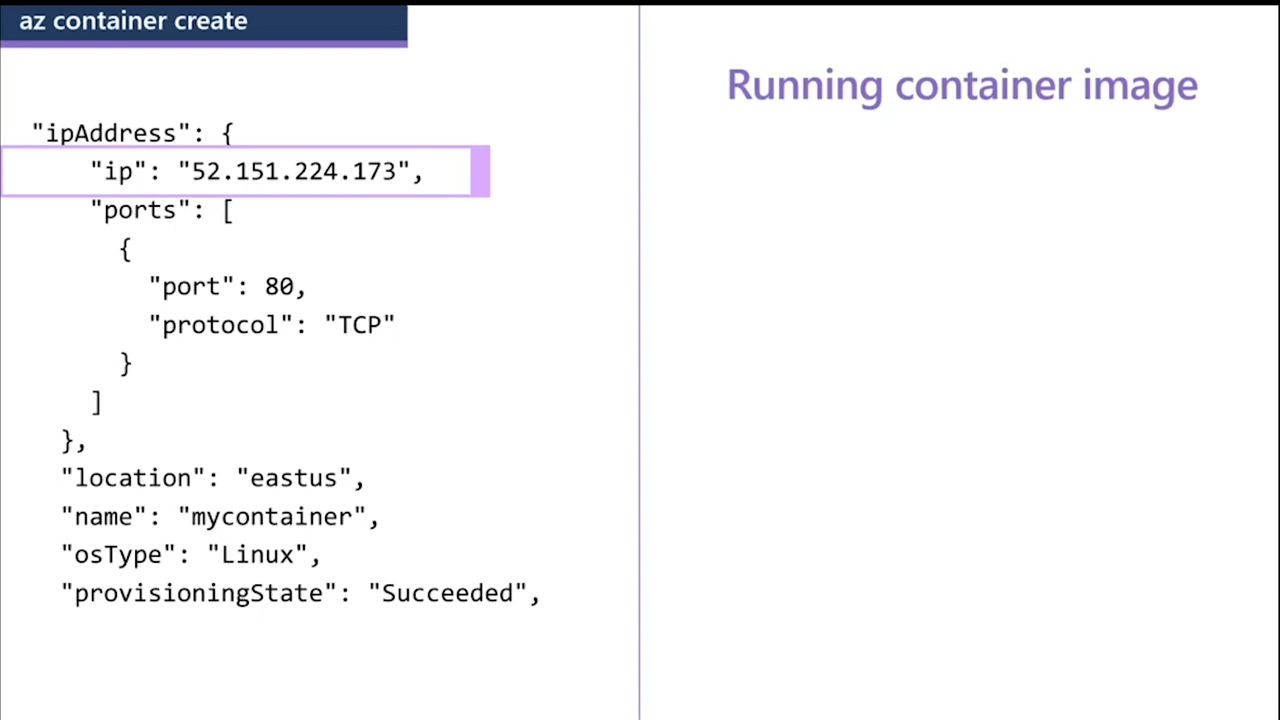 az container create
Running container image
"ipAddress": {
"ip": "52.151.224.173",
"ports": [
{
"port": 80,
"protocol": "TCP"
}
]
},
"location": "eastus",
"name": "mycontainer",
"osType": "Linux",
"provisioningState": "Succeeded",